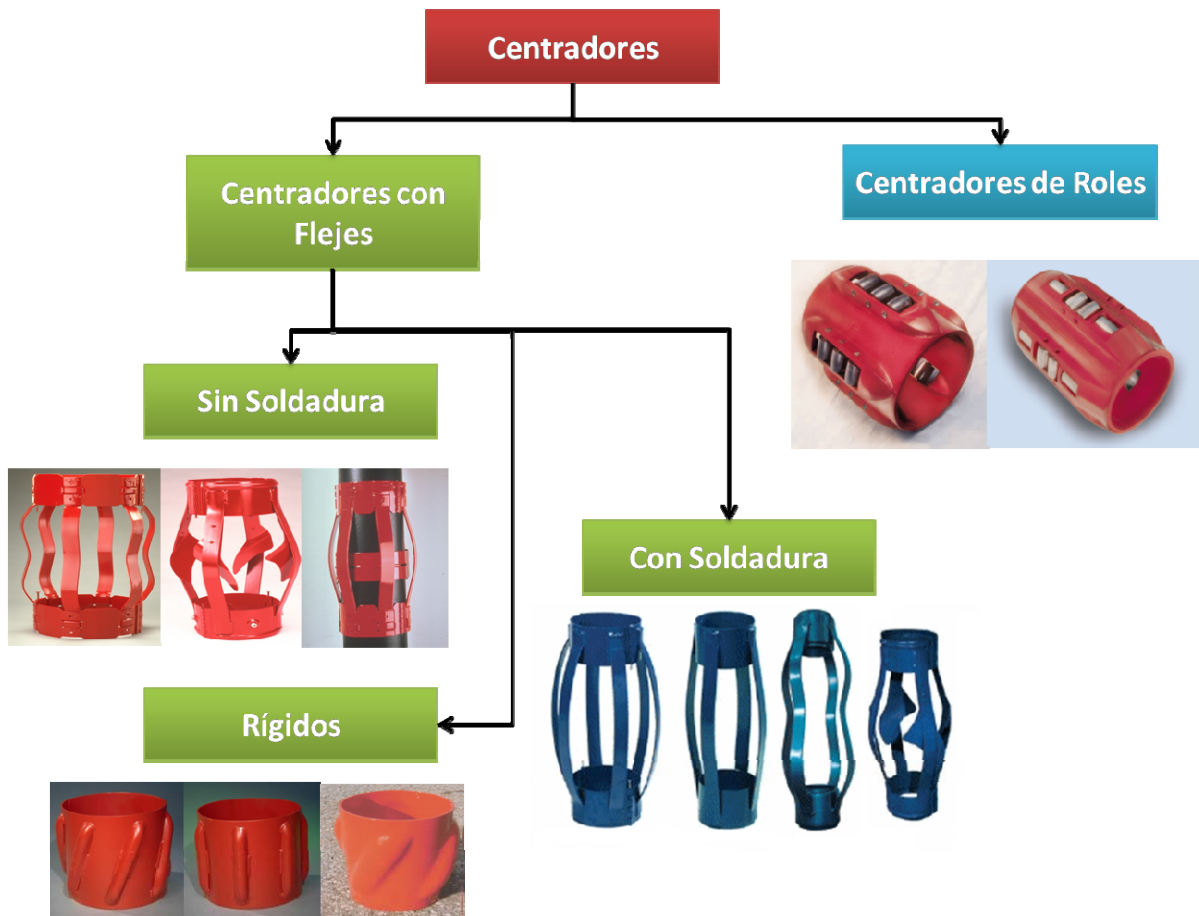 Centradores
Centradores con
Flejes
Centradores de Roles
Sin Soldadura
Con Soldadura
Rígidos